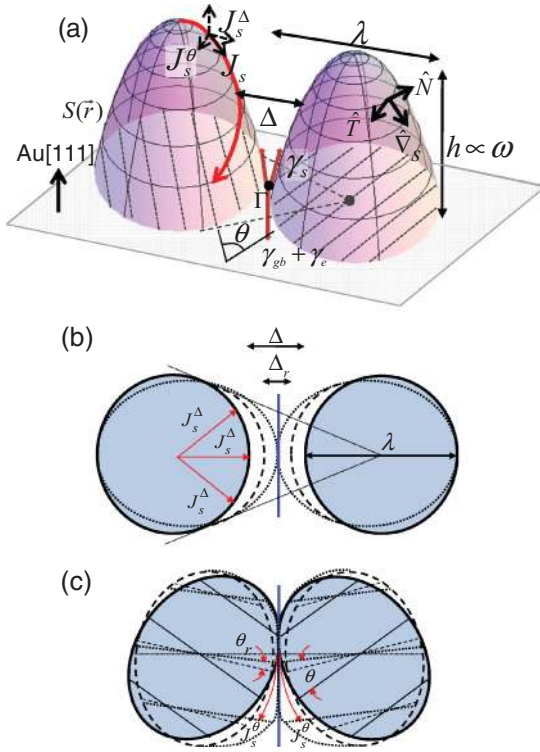 (a)
J_s^Δ
J_s^θ
J_s
λ
N̂
S(r⃗)
Δ
T̂
∇̂_s
Au[111]
γ_s
h∝ω
Γ
θ
γ_gb + γ_e
(b)
Δ
Δ_r
J_s^Δ
J_s^Δ
λ
J_s^Δ
(c)
θ_r
θ
J_s^θ
J_s^θ